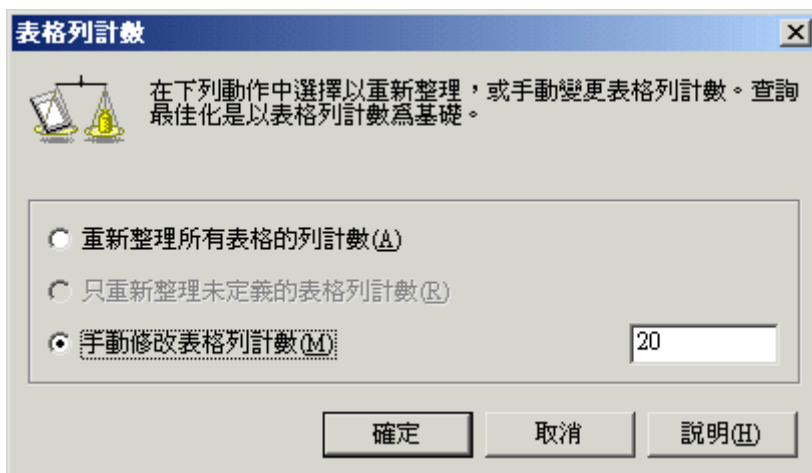 表格列計數
在下列動作中選擇以重新整理，或手動變更表格列計數。查詢
最佳化是以表格列計數爲基礎。
重新整理所有表格的列計數(A)
只重新整理未定義的表格列計數(R)
手動修改表格列計數(M)
20
確定
取消
說明(H)